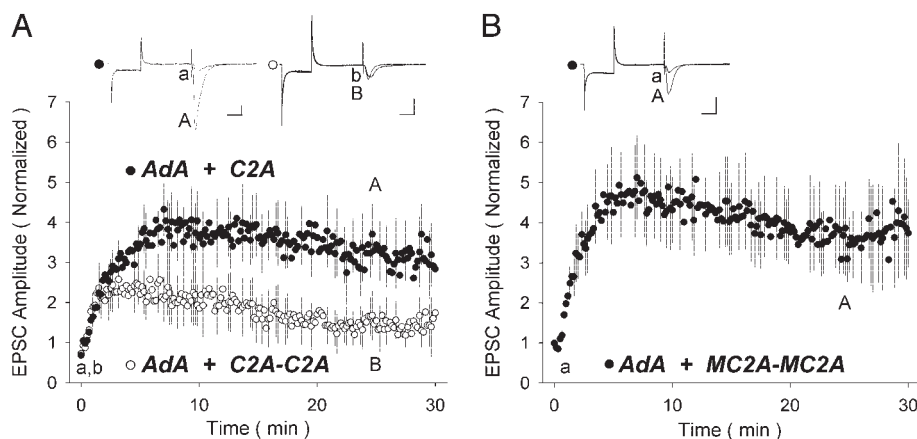 A
B
a
A
b
B
a
A
7
6
5
4
3
2
1
0
EPSC Amplitude ( Normalized )
AdA + C2A
A
a,b
AdA + C2A-C2A
B
0
10
20
30
Time ( min )
7
6
5
4
3
2
1
0
EPSC Amplitude ( Normalized )
A
a
AdA + MC2A-MC2A
0
10
20
30
Time ( min )